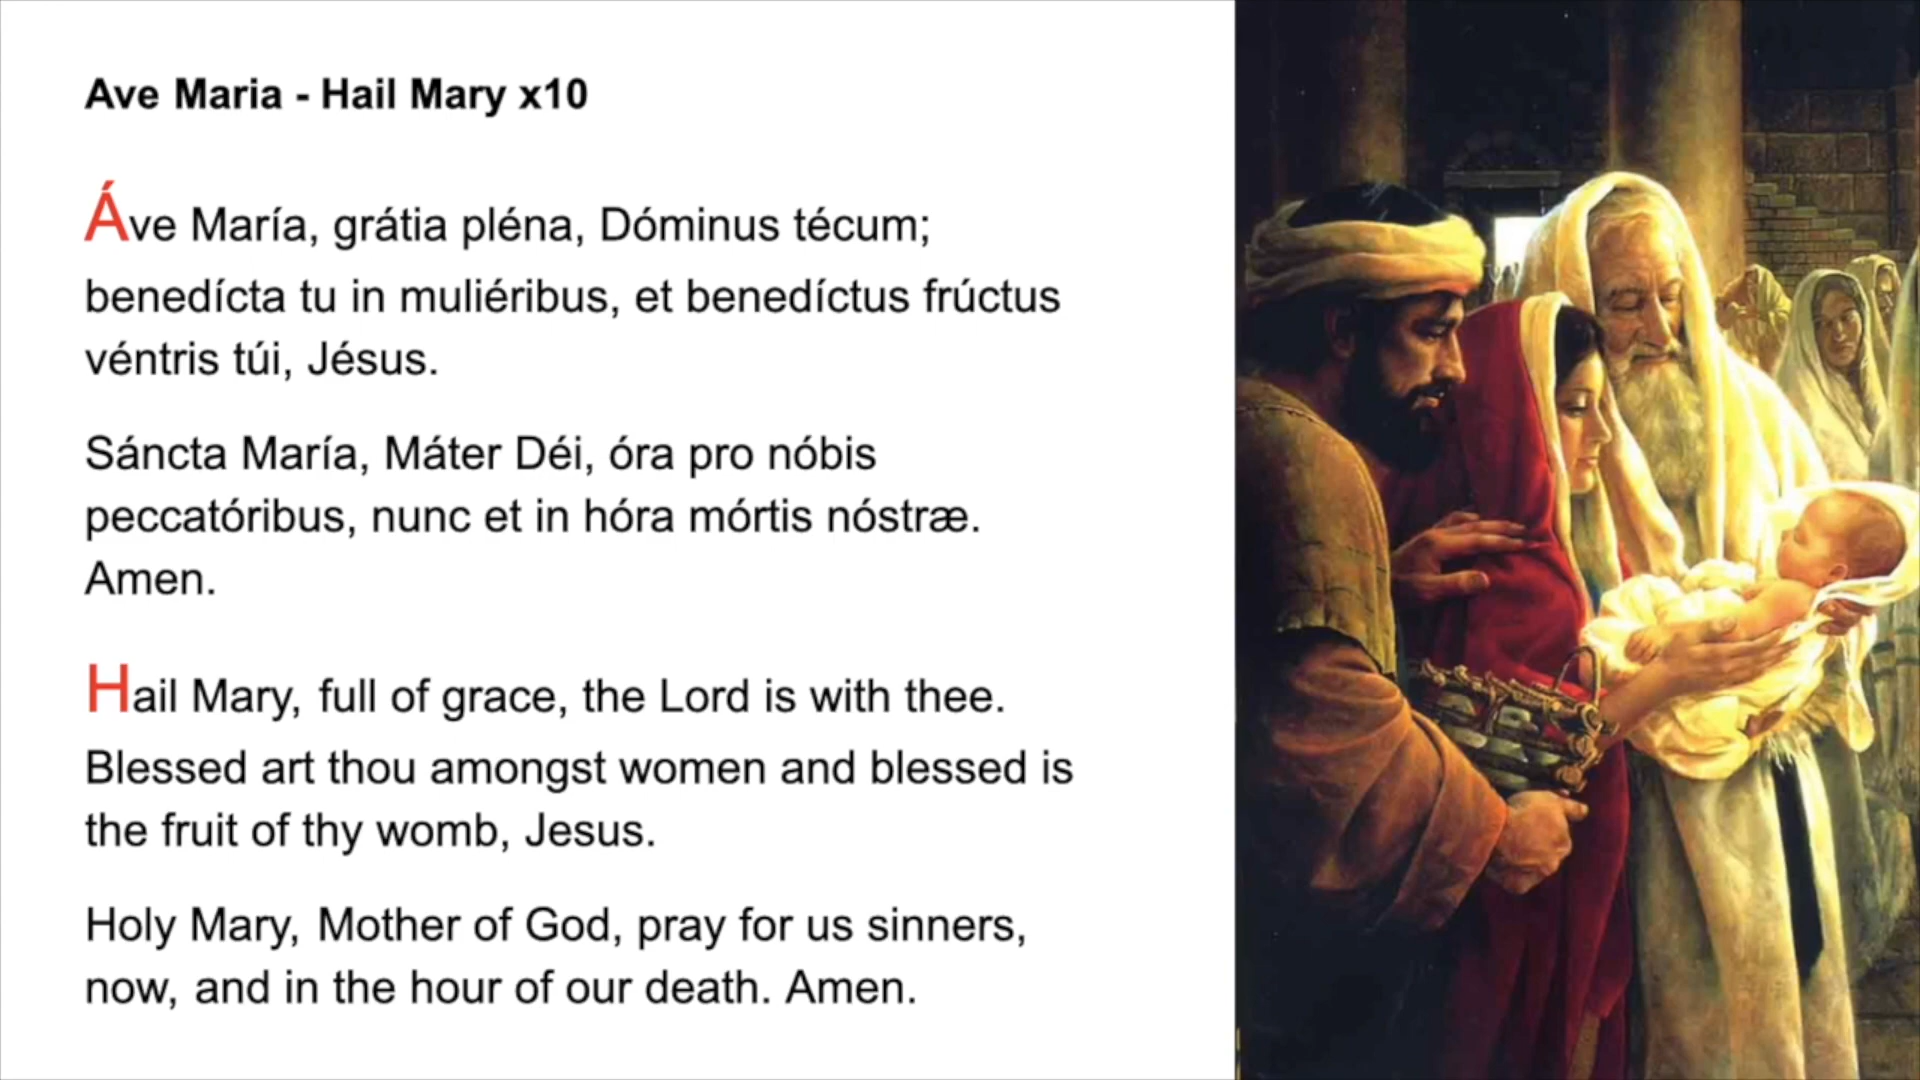 Ave Maria - Hail Mary x10
Áve María, grátia pléna, Dóminus técum;
benedícta tu in muliéribus, et benedíctus frúctus
véntris túi, Jésus.
Sáncta María, Máter Déi, óra pro nóbis
peccatóribus, nunc et in hóra mórtis nóstræ.
Amen.
Hail Mary, full of grace, the Lord is with thee.
Blessed art thou amongst women and blessed is
the fruit of thy womb, Jesus.
Holy Mary, Mother of God, pray for us sinners,
now, and in the hour of our death. Amen.